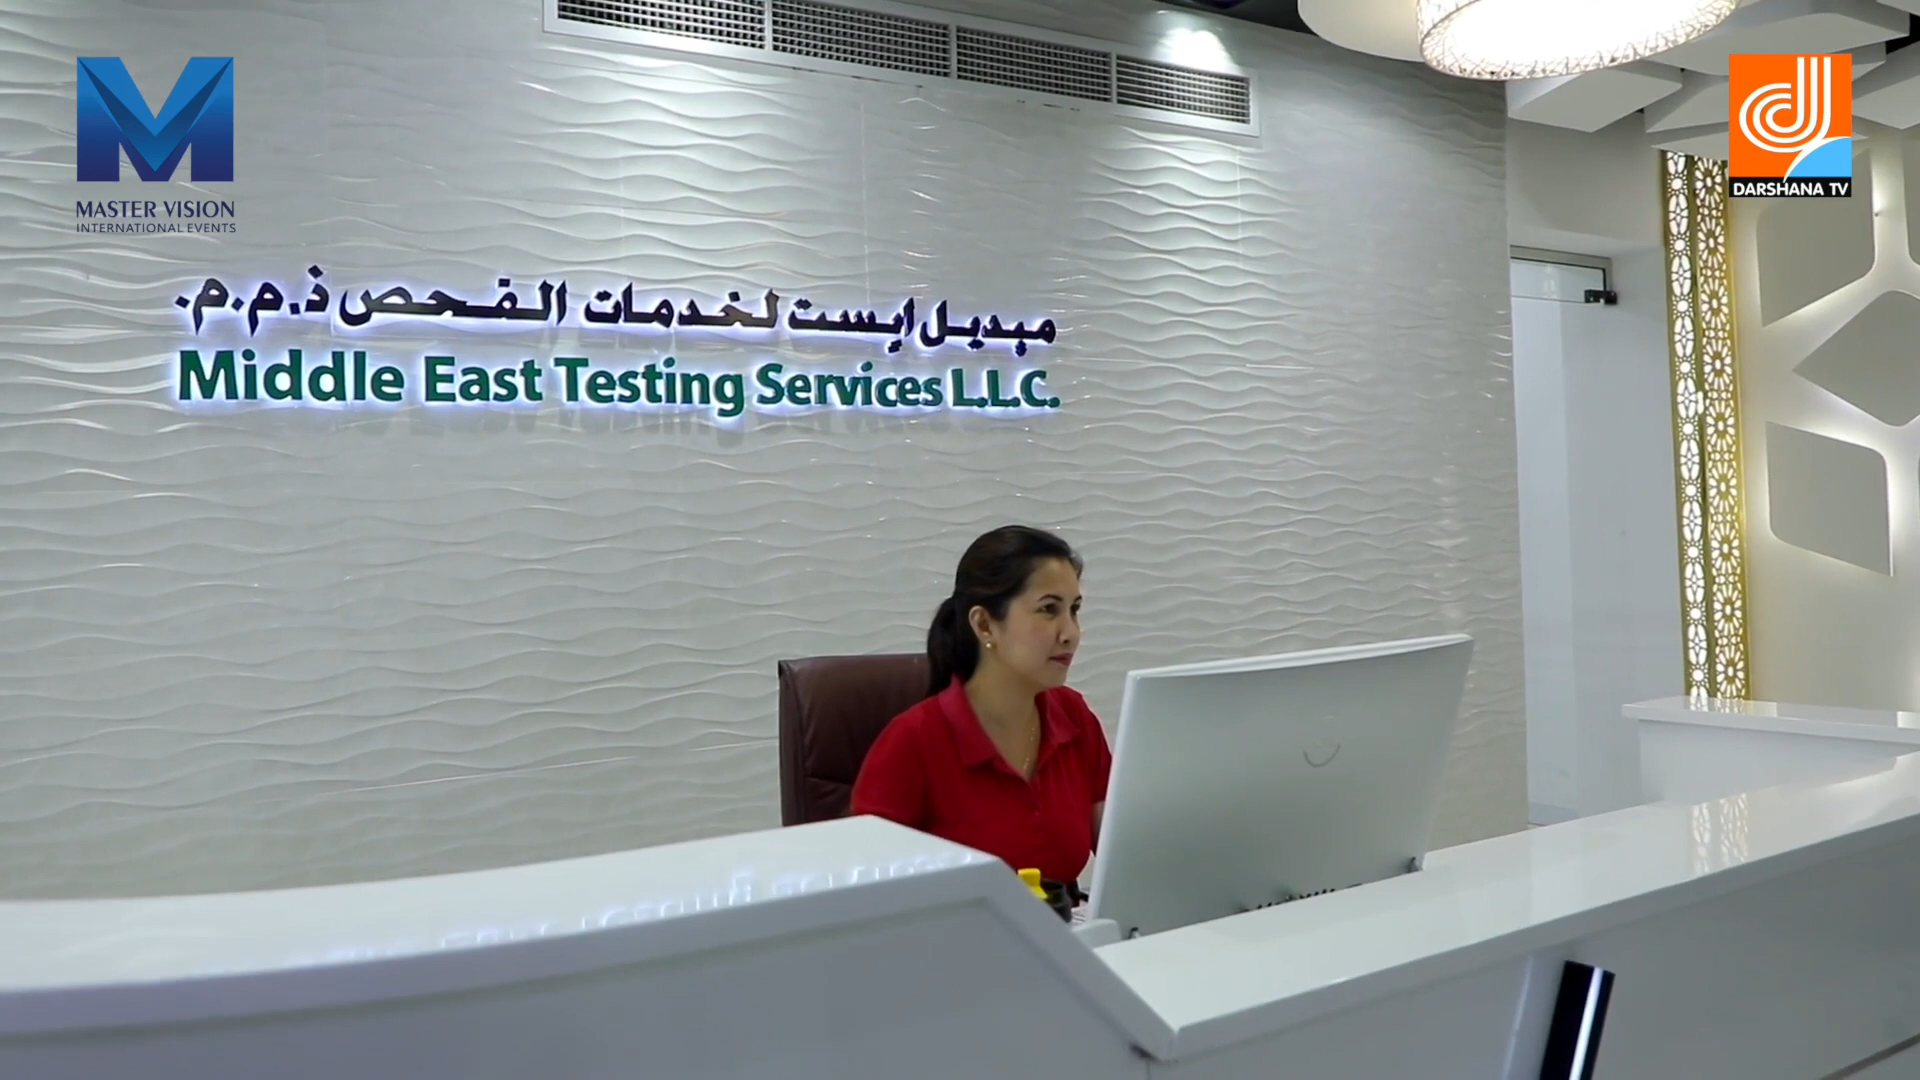 MASTER VISION
INTERNATIONAL EVENTS
DARSHANA TV
ميديل ايست لخدمات الفحص ذ.م.م.
Middle East Testing Services L.L.C.